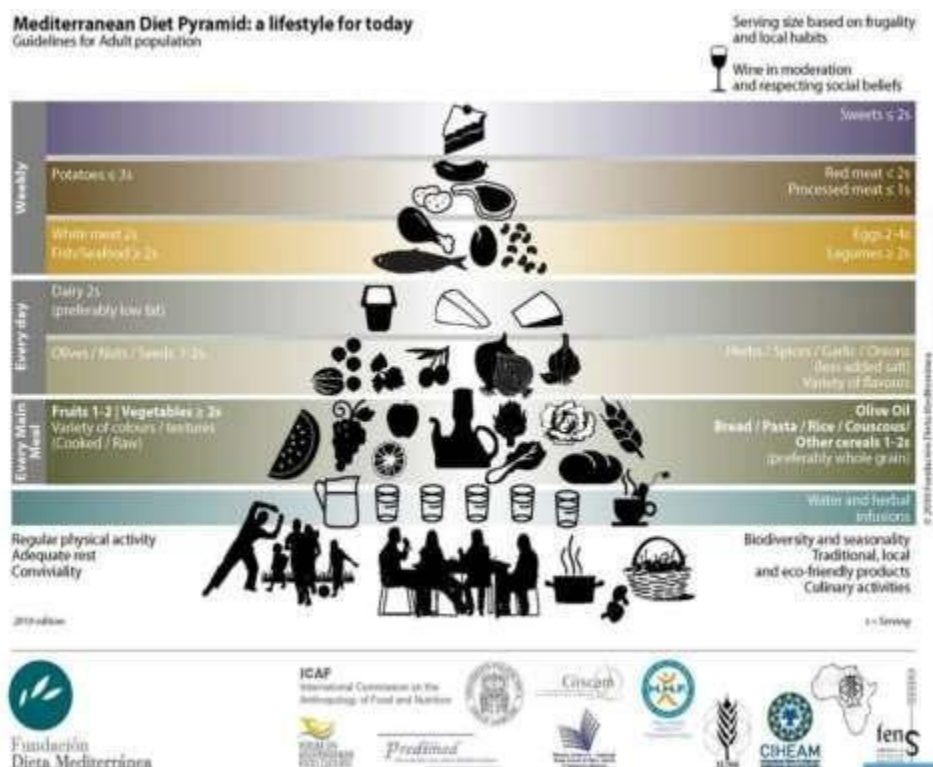 Mediterranean Diet Pyramid: a lifestyle for today
Guidelines for Adult population
Serving size based on frugality
and local habits
Wine in moderation
and respecting social beliefs
Weekly
Sweets ≤ 2s
Potatoes ≤ 3s
Red meat < 2s
Processed meat ≤ 1s
White meat 2s
Fish/Seafood ≥ 2s
Eggs 2-4s
Legumes ≥ 2s
Every day
Dairy 2s
(preferably low fat)
Olives / Nuts / Seeds 1-2s
Herbs / Spices / Garlic / Onions
(less added salt)
Variety of flavours
Every Main
Meal
Fruits 1-2 | Vegetables ≥ 2s
Variety of colours / textures
(Cooked / Raw)
Olive Oil
Bread / Pasta / Rice / Couscous/
Other cereals 1-2s
(preferably whole grain)
Water and herbal
infusions
Regular physical activity
Adequate rest
Conviviality
Biodiversity and seasonality
Traditional, local
and eco-friendly products
Culinary activities
2010 edition
s = Serving
© 2010 Fundación Dieta Mediterránea
Fundación
Dieta Mediterránea
ICAF
International Commission on the
Anthropology of Food and Nutrition
Predimed
Ciiscam
CIHEAM
fens